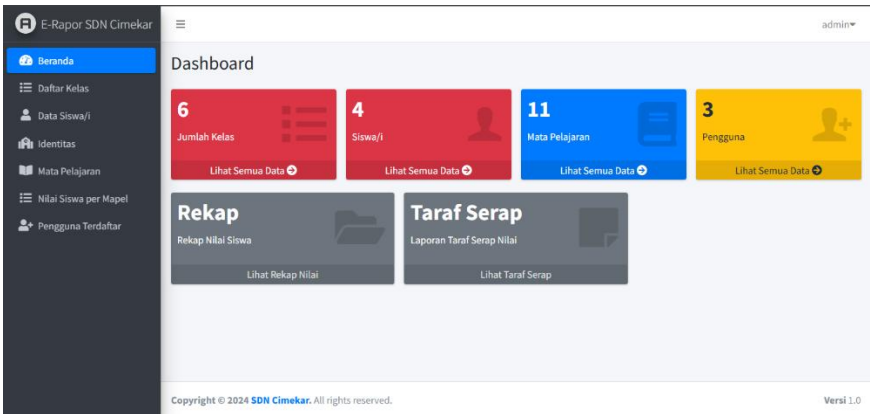 E-Rapor SDN Cimekar
admin
Beranda
Daftar Kelas
Data Siswa/i
Identitas
Mata Pelajaran
Nilai Siswa per Mapel
Pengguna Terdaftar
Dashboard
6
Jumlah Kelas
Lihat Semua Data
4
Siswa/i
Lihat Semua Data
11
Mata Pelajaran
Lihat Semua Data
3
Pengguna
Lihat Semua Data
Rekap
Rekap Nilai Siswa
Lihat Rekap Nilai
Taraf Serap
Laporan Taraf Serap Nilai
Lihat Taraf Serap
Copyright © 2024 SDN Cimekar. All rights reserved.
Versi 1.0